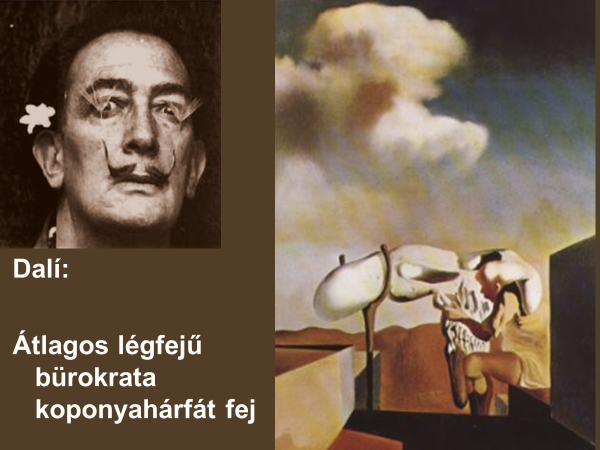 Dalí:
Átlagos légfejű
bürokrata
koponyahárfát fej